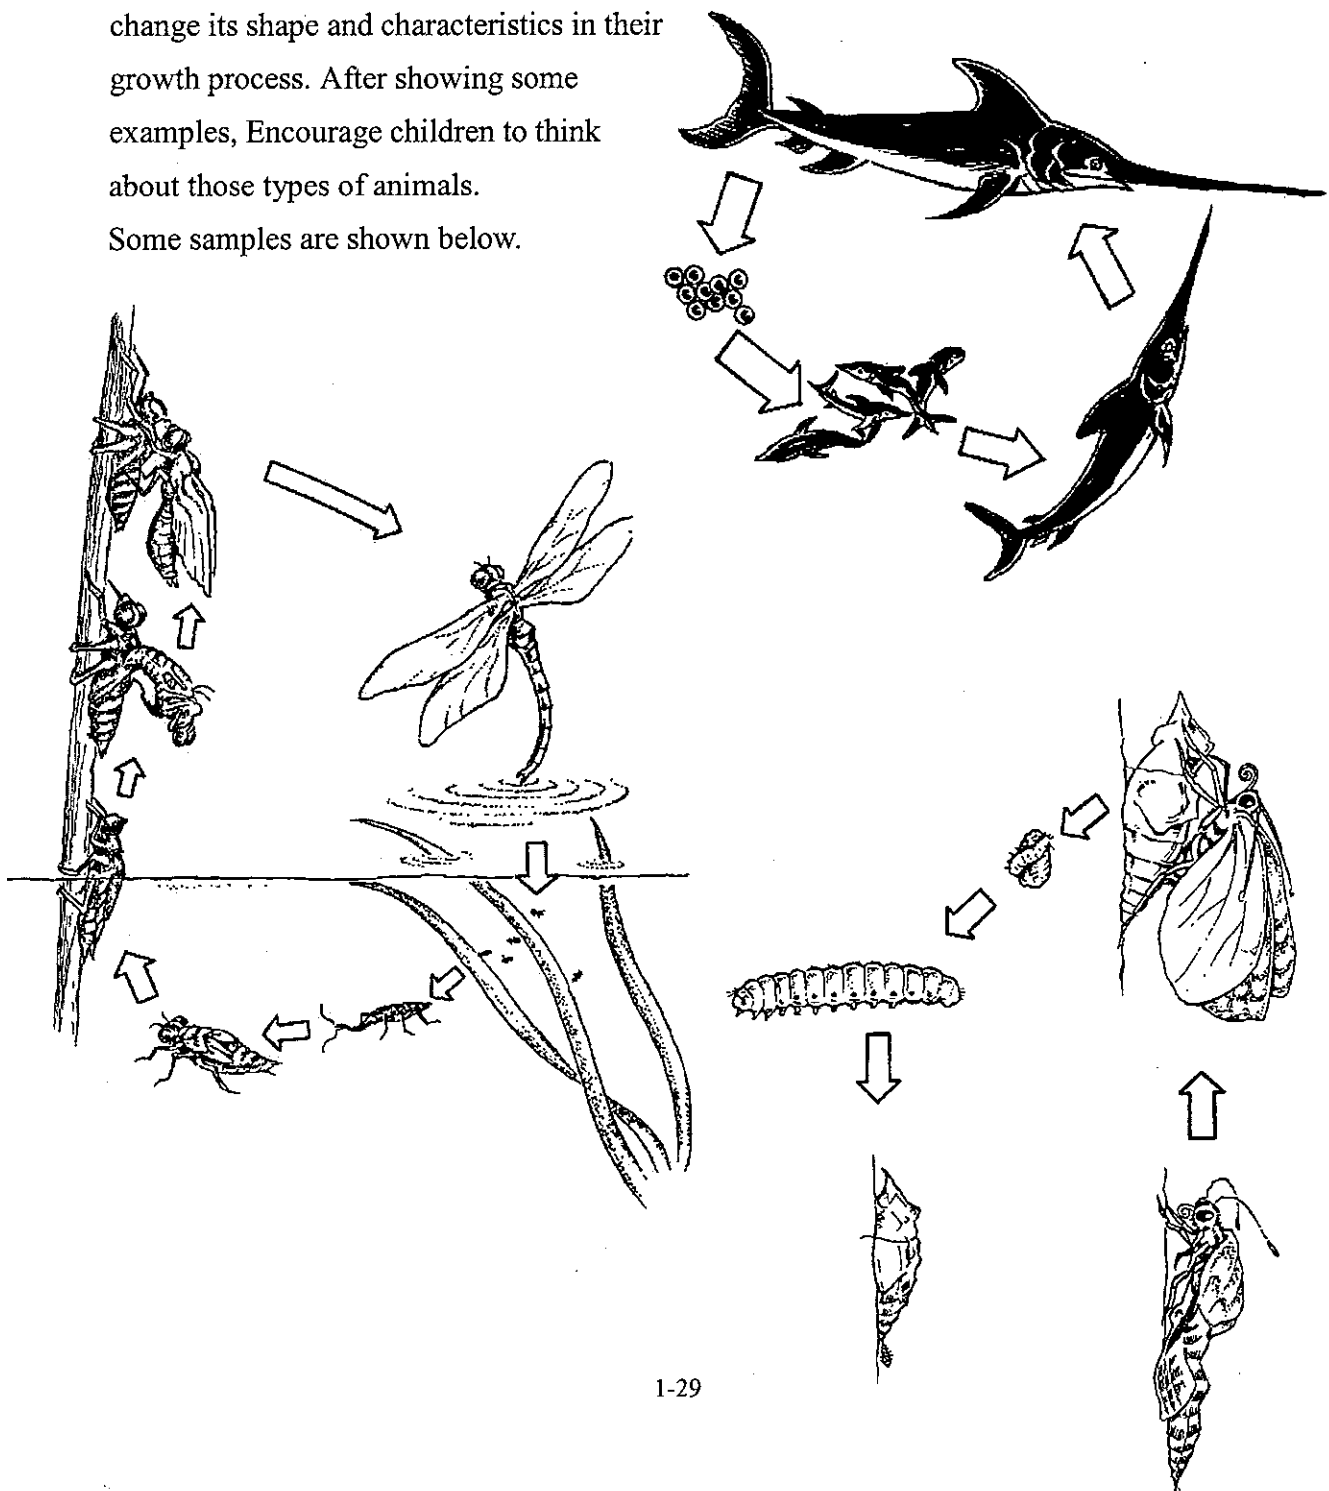 change its shape and characteristics in their
growth process. After showing some
examples, Encourage children to think
about those types of animals.
Some samples are shown below.
1-29